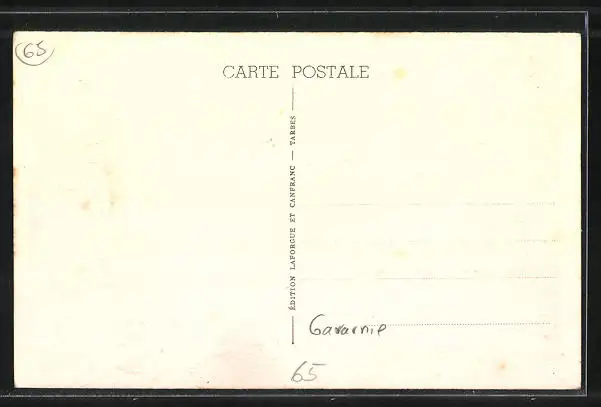 65
CARTE POSTALE
ÉDITION LAFORGUE ET CANFRANC — TARBES
Gavarnie
65